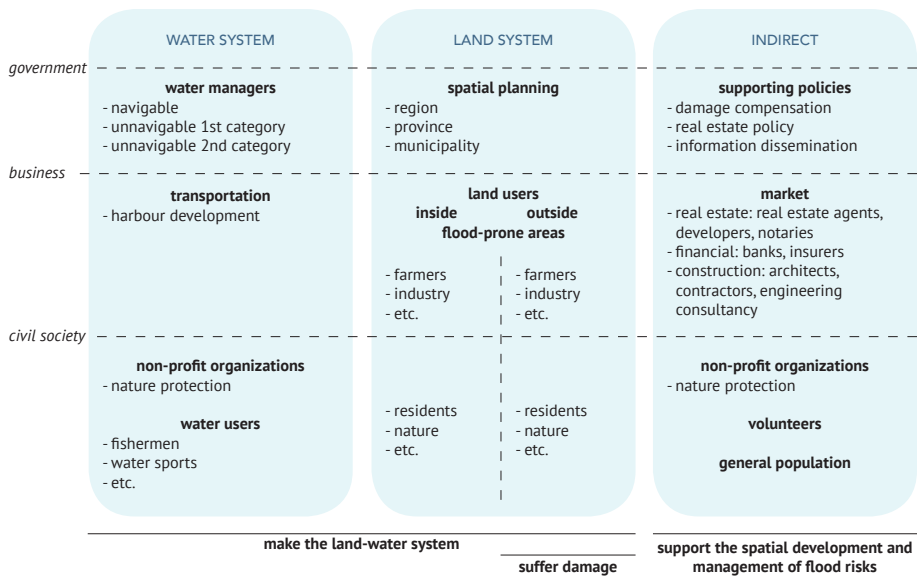 WATER SYSTEM
LAND SYSTEM
INDIRECT
government
water managers
- navigable
- unnavigable 1st category
- unnavigable 2nd category
spatial planning
- region
- province
- municipality
supporting policies
- damage compensation
- real estate policy
- information dissemination
business
transportation
- harbour development
land users
inside outside
flood-prone areas
- farmers
- industry
- etc.
- farmers
- industry
- etc.
market
- real estate: real estate agents,
developers, notaries
- financial: banks, insurers
- construction: architects,
contractors, engineering
consultancy
civil society
non-profit organizations
- nature protection
water users
- fishermen
- water sports
- etc.
- residents
- nature
- etc.
- residents
- nature
- etc.
non-profit organizations
- nature protection
volunteers
general population
make the land-water system
suffer damage
support the spatial development and
management of flood risks